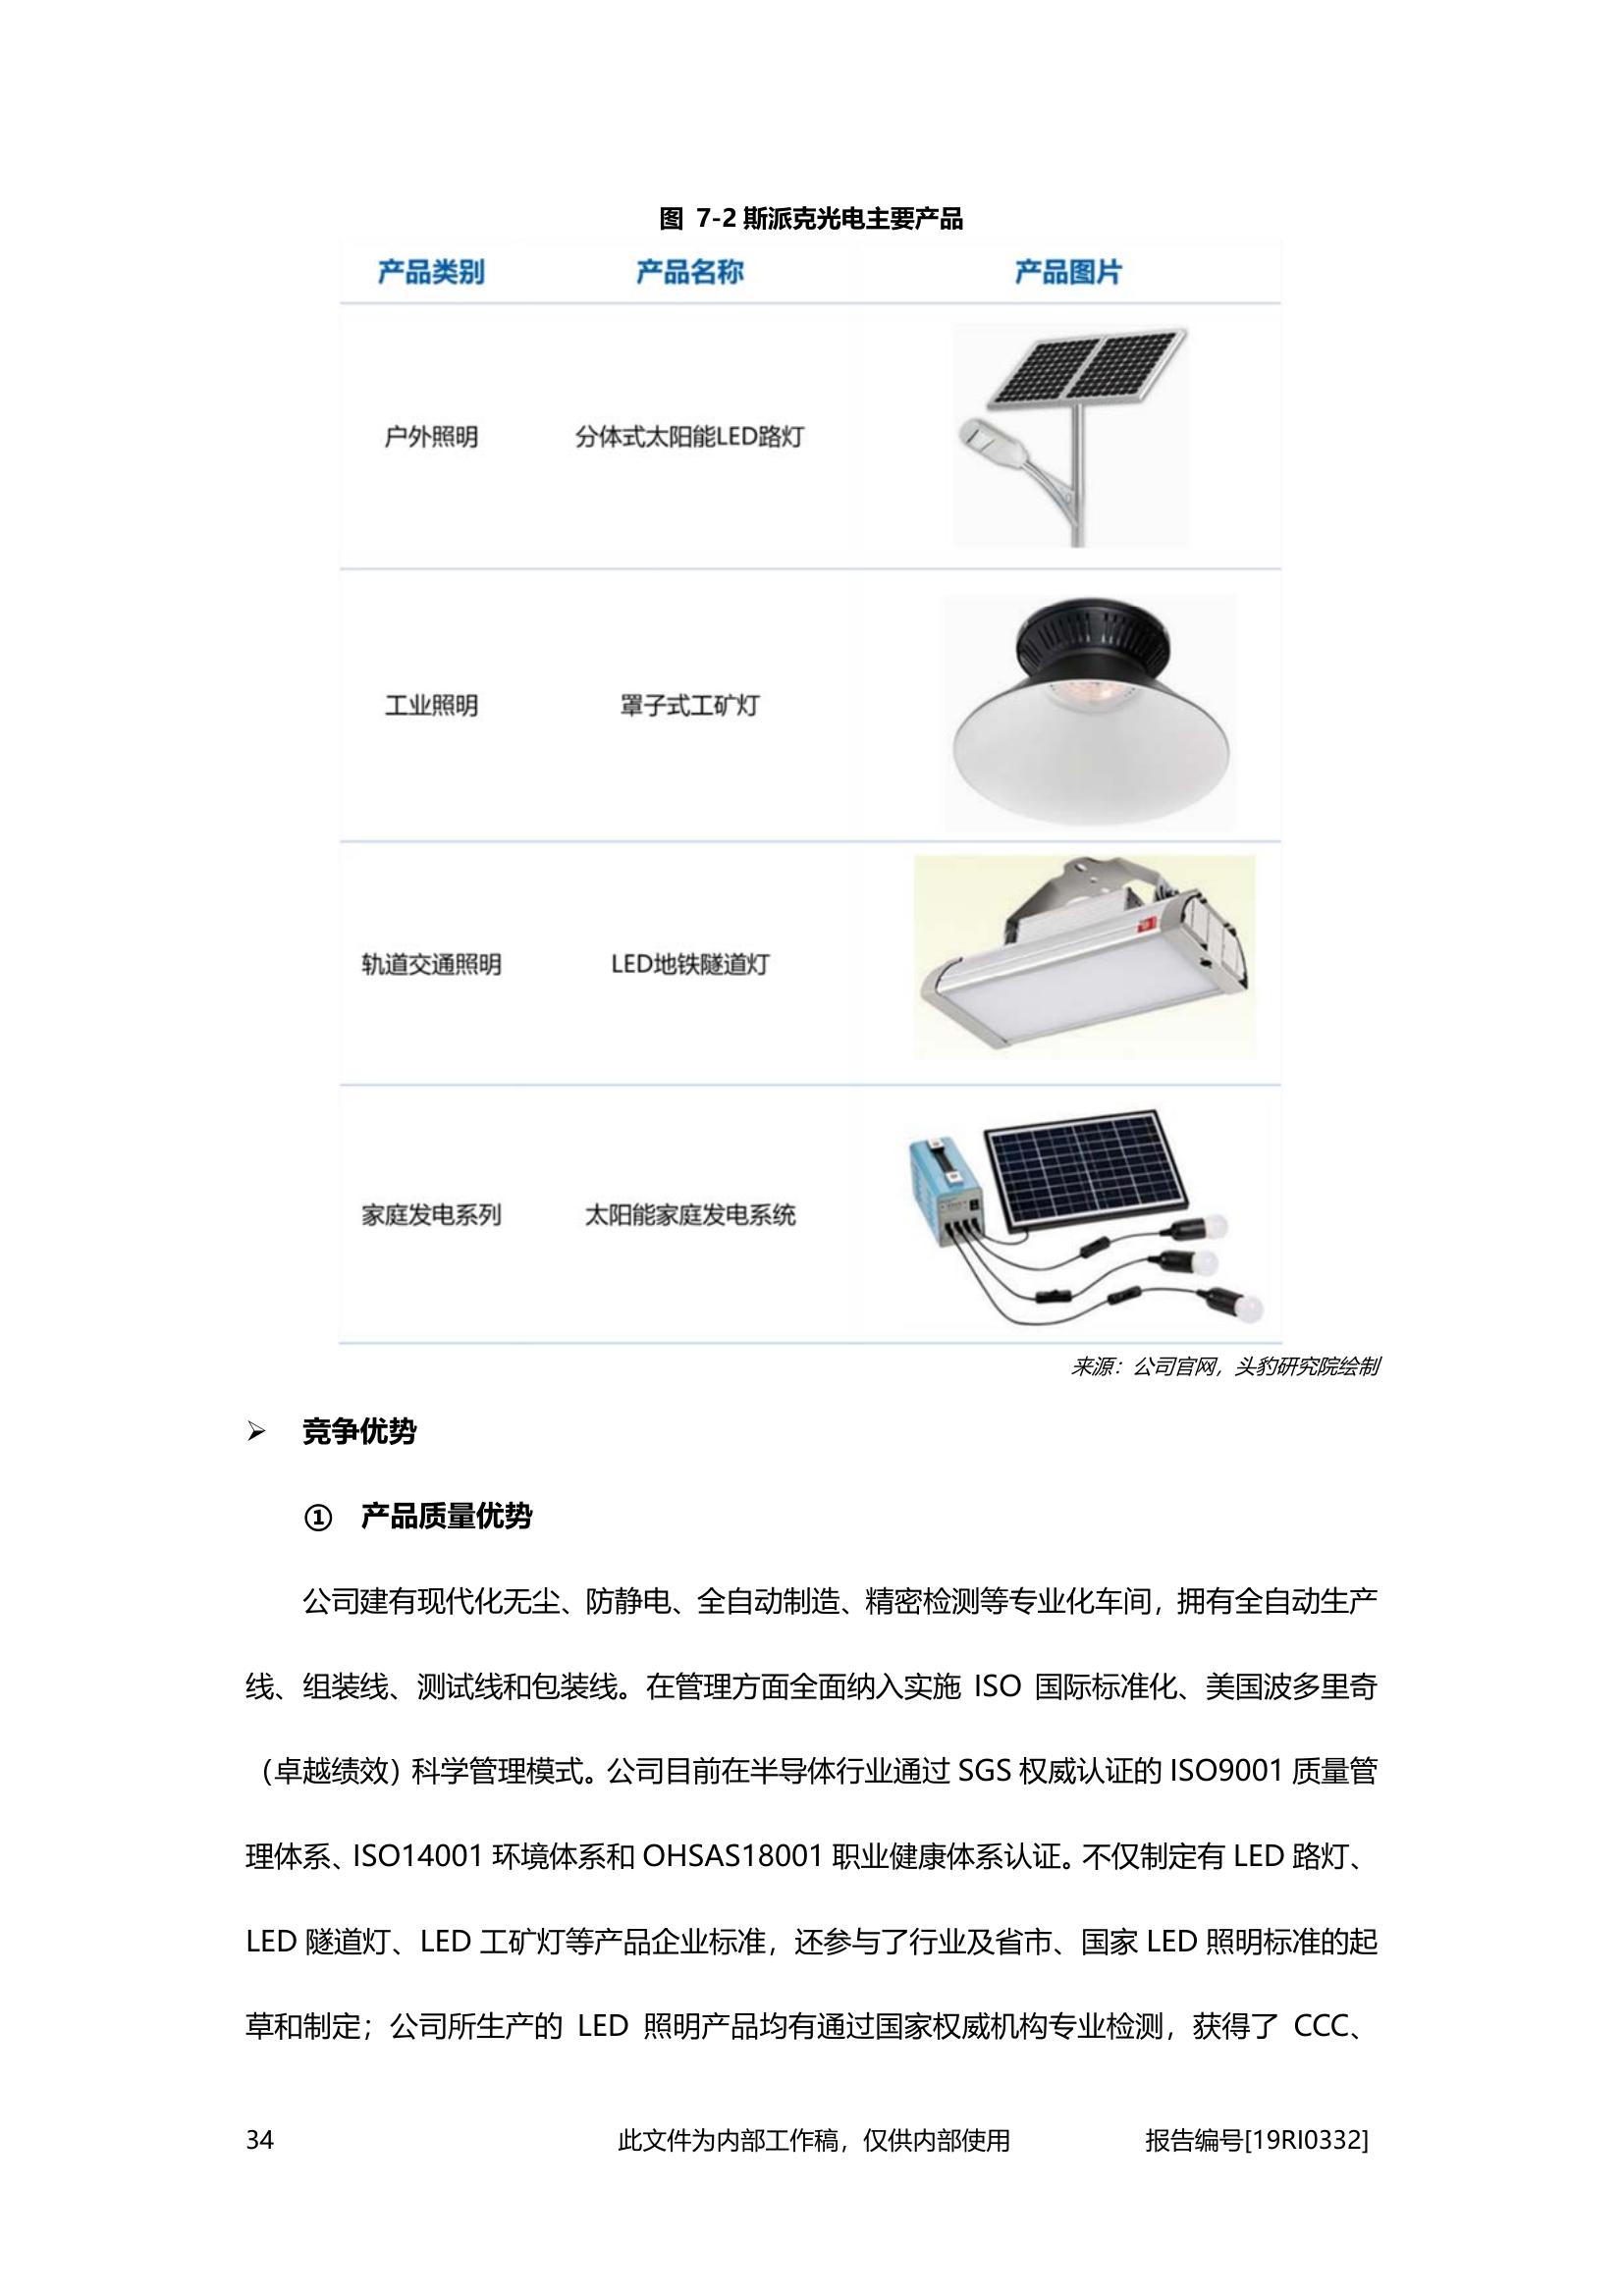 图 7-2 斯派克光电主要产品
产品类别 产品名称 产品图片
户外照明 分体式太阳能LED路灯
工业照明 罩子式工矿灯
轨道交通照明 LED地铁隧道灯
家庭发电系列 太阳能家庭发电系统
来源：公司官网，头豹研究院绘制
➢ 竞争优势
① 产品质量优势
公司建有现代化无尘、防静电、全自动制造、精密检测等专业化车间，拥有全自动生产
线、组装线、测试线和包装线。在管理方面全面纳入实施 ISO 国际标准化、美国波多里奇
（卓越绩效）科学管理模式。公司目前在半导体行业通过 SGS 权威认证的 ISO9001 质量管
理体系、ISO14001 环境体系和 OHSAS18001 职业健康体系认证。不仅制定有 LED 路灯、
LED 隧道灯、LED 工矿灯等产品企业标准，还参与了行业及省市、国家 LED 照明标准的起
草和制定；公司所生产的 LED 照明产品均有通过国家权威机构专业检测，获得了 CCC、
34 此文件为内部工作稿，仅供内部使用 报告编号[19RI0332]